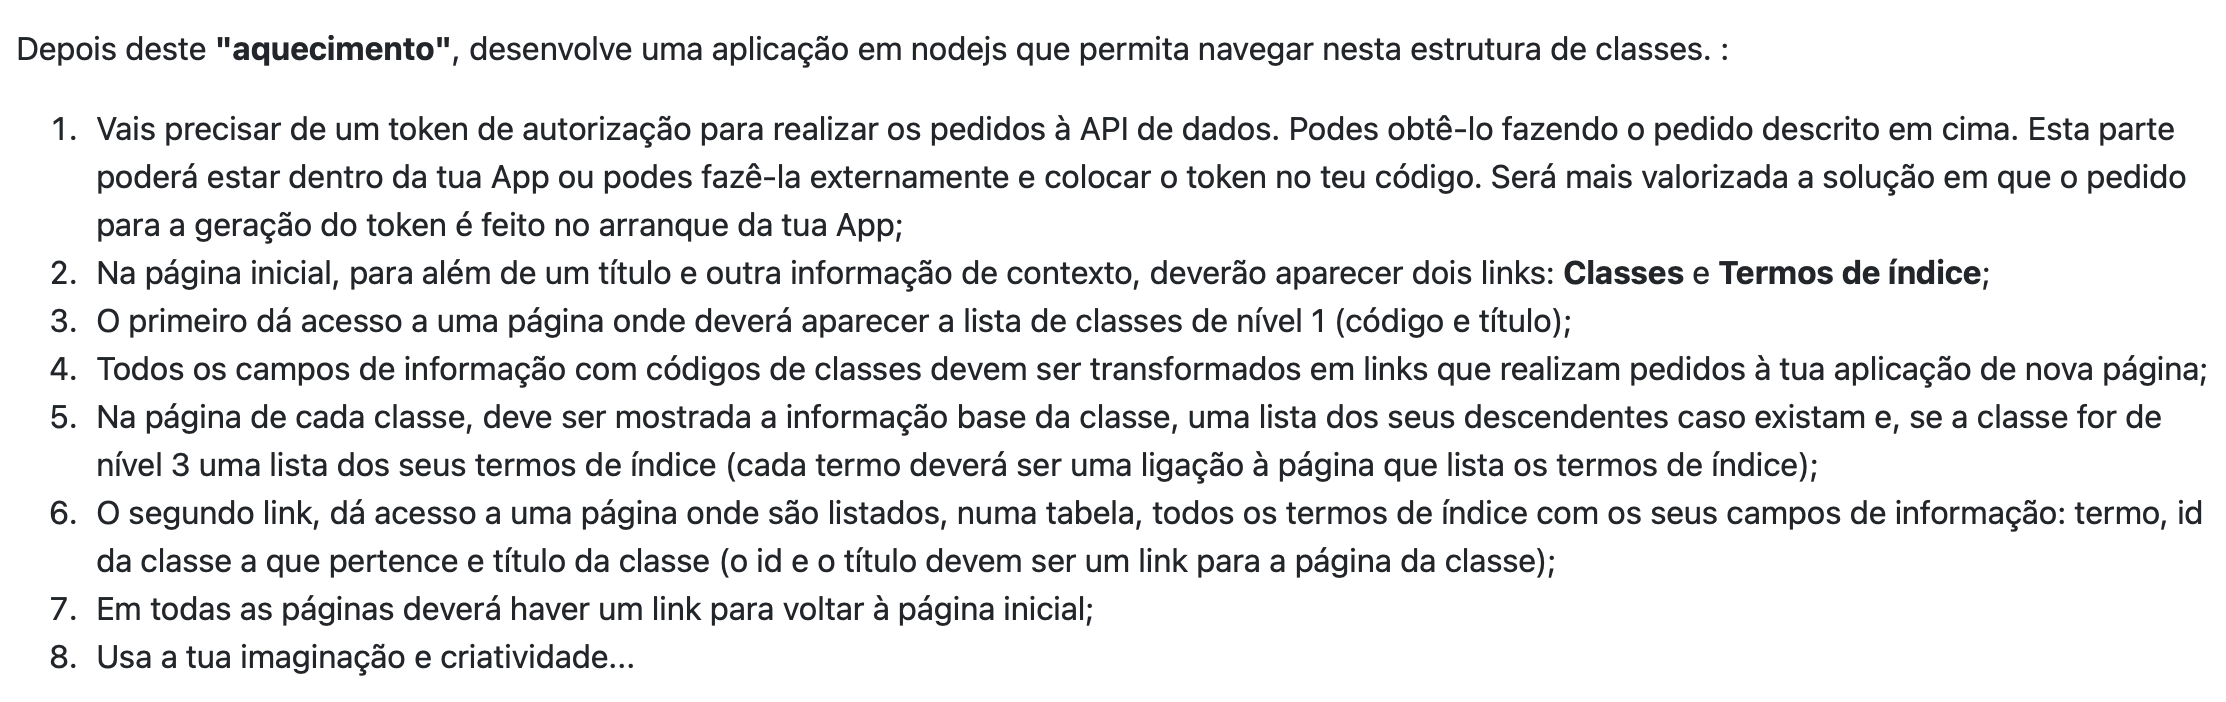 Depois deste "aquecimento", desenvolve uma aplicação em nodejs que permita navegar nesta estrutura de classes. :
1. Vais precisar de um token de autorização para realizar os pedidos à API de dados. Podes obtê-lo fazendo o pedido descrito em cima. Esta parte
poderá estar dentro da tua App ou podes fazê-la externamente e colocar o token no teu código. Será mais valorizada a solução em que o pedido
para a geração do token é feito no arranque da tua App;
2. Na página inicial, para além de um título e outra informação de contexto, deverão aparecer dois links: Classes e Termos de índice;
3. O primeiro dá acesso a uma página onde deverá aparecer a lista de classes de nível 1 (código e título);
4. Todos os campos de informação com códigos de classes devem ser transformados em links que realizam pedidos à tua aplicação de nova página;
5. Na página de cada classe, deve ser mostrada a informação base da classe, uma lista dos seus descendentes caso existam e, se a classe for de
nível 3 uma lista dos seus termos de índice (cada termo deverá ser uma ligação à página que lista os termos de índice);
6. O segundo link, dá acesso a uma página onde são listados, numa tabela, todos os termos de índice com os seus campos de informação: termo, id
da classe a que pertence e título da classe (o id e o título devem ser um link para a página da classe);
7. Em todas as páginas deverá haver um link para voltar à página inicial;
8. Usa a tua imaginação e criatividade...